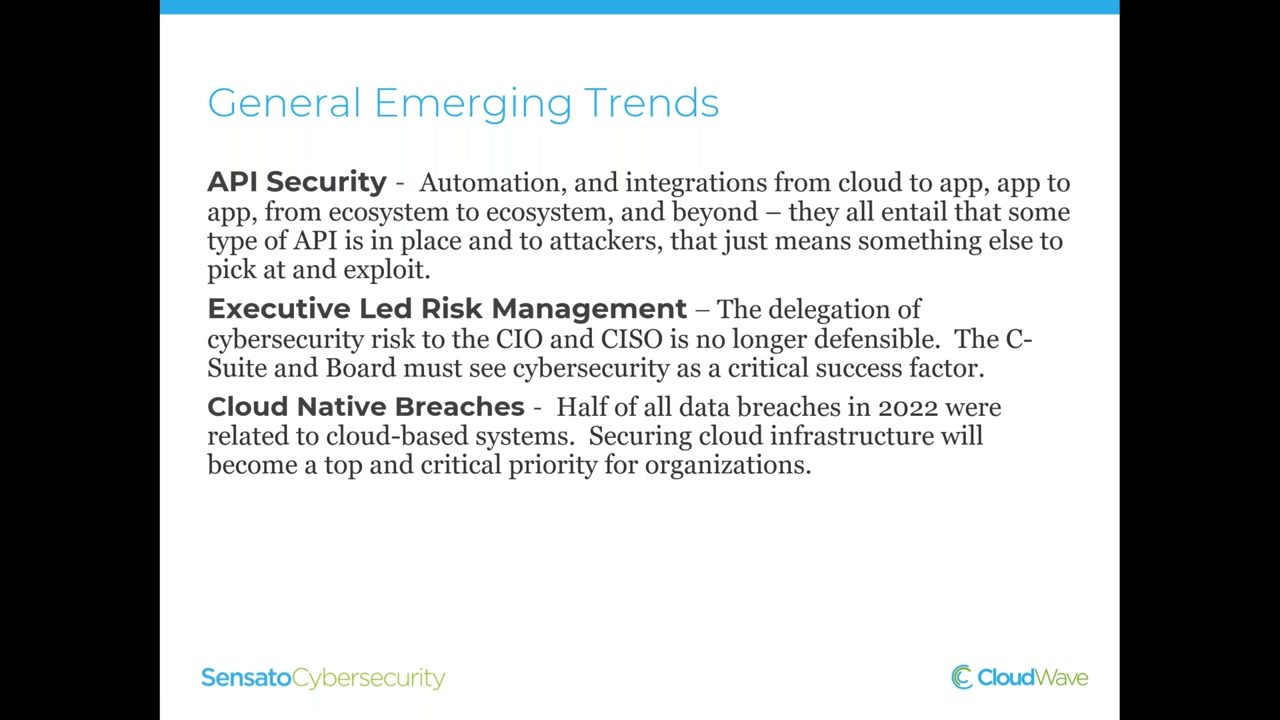 General Emerging Trends
API Security - Automation, and integrations from cloud to app, app to
app, from ecosystem to ecosystem, and beyond – they all entail that some
type of API is in place and to attackers, that just means something else to
pick at and exploit.
Executive Led Risk Management – The delegation of
cybersecurity risk to the CIO and CISO is no longer defensible. The C-
Suite and Board must see cybersecurity as a critical success factor.
Cloud Native Breaches - Half of all data breaches in 2022 were
related to cloud-based systems. Securing cloud infrastructure will
become a top and critical priority for organizations.
SensatoCybersecurity
CloudWave